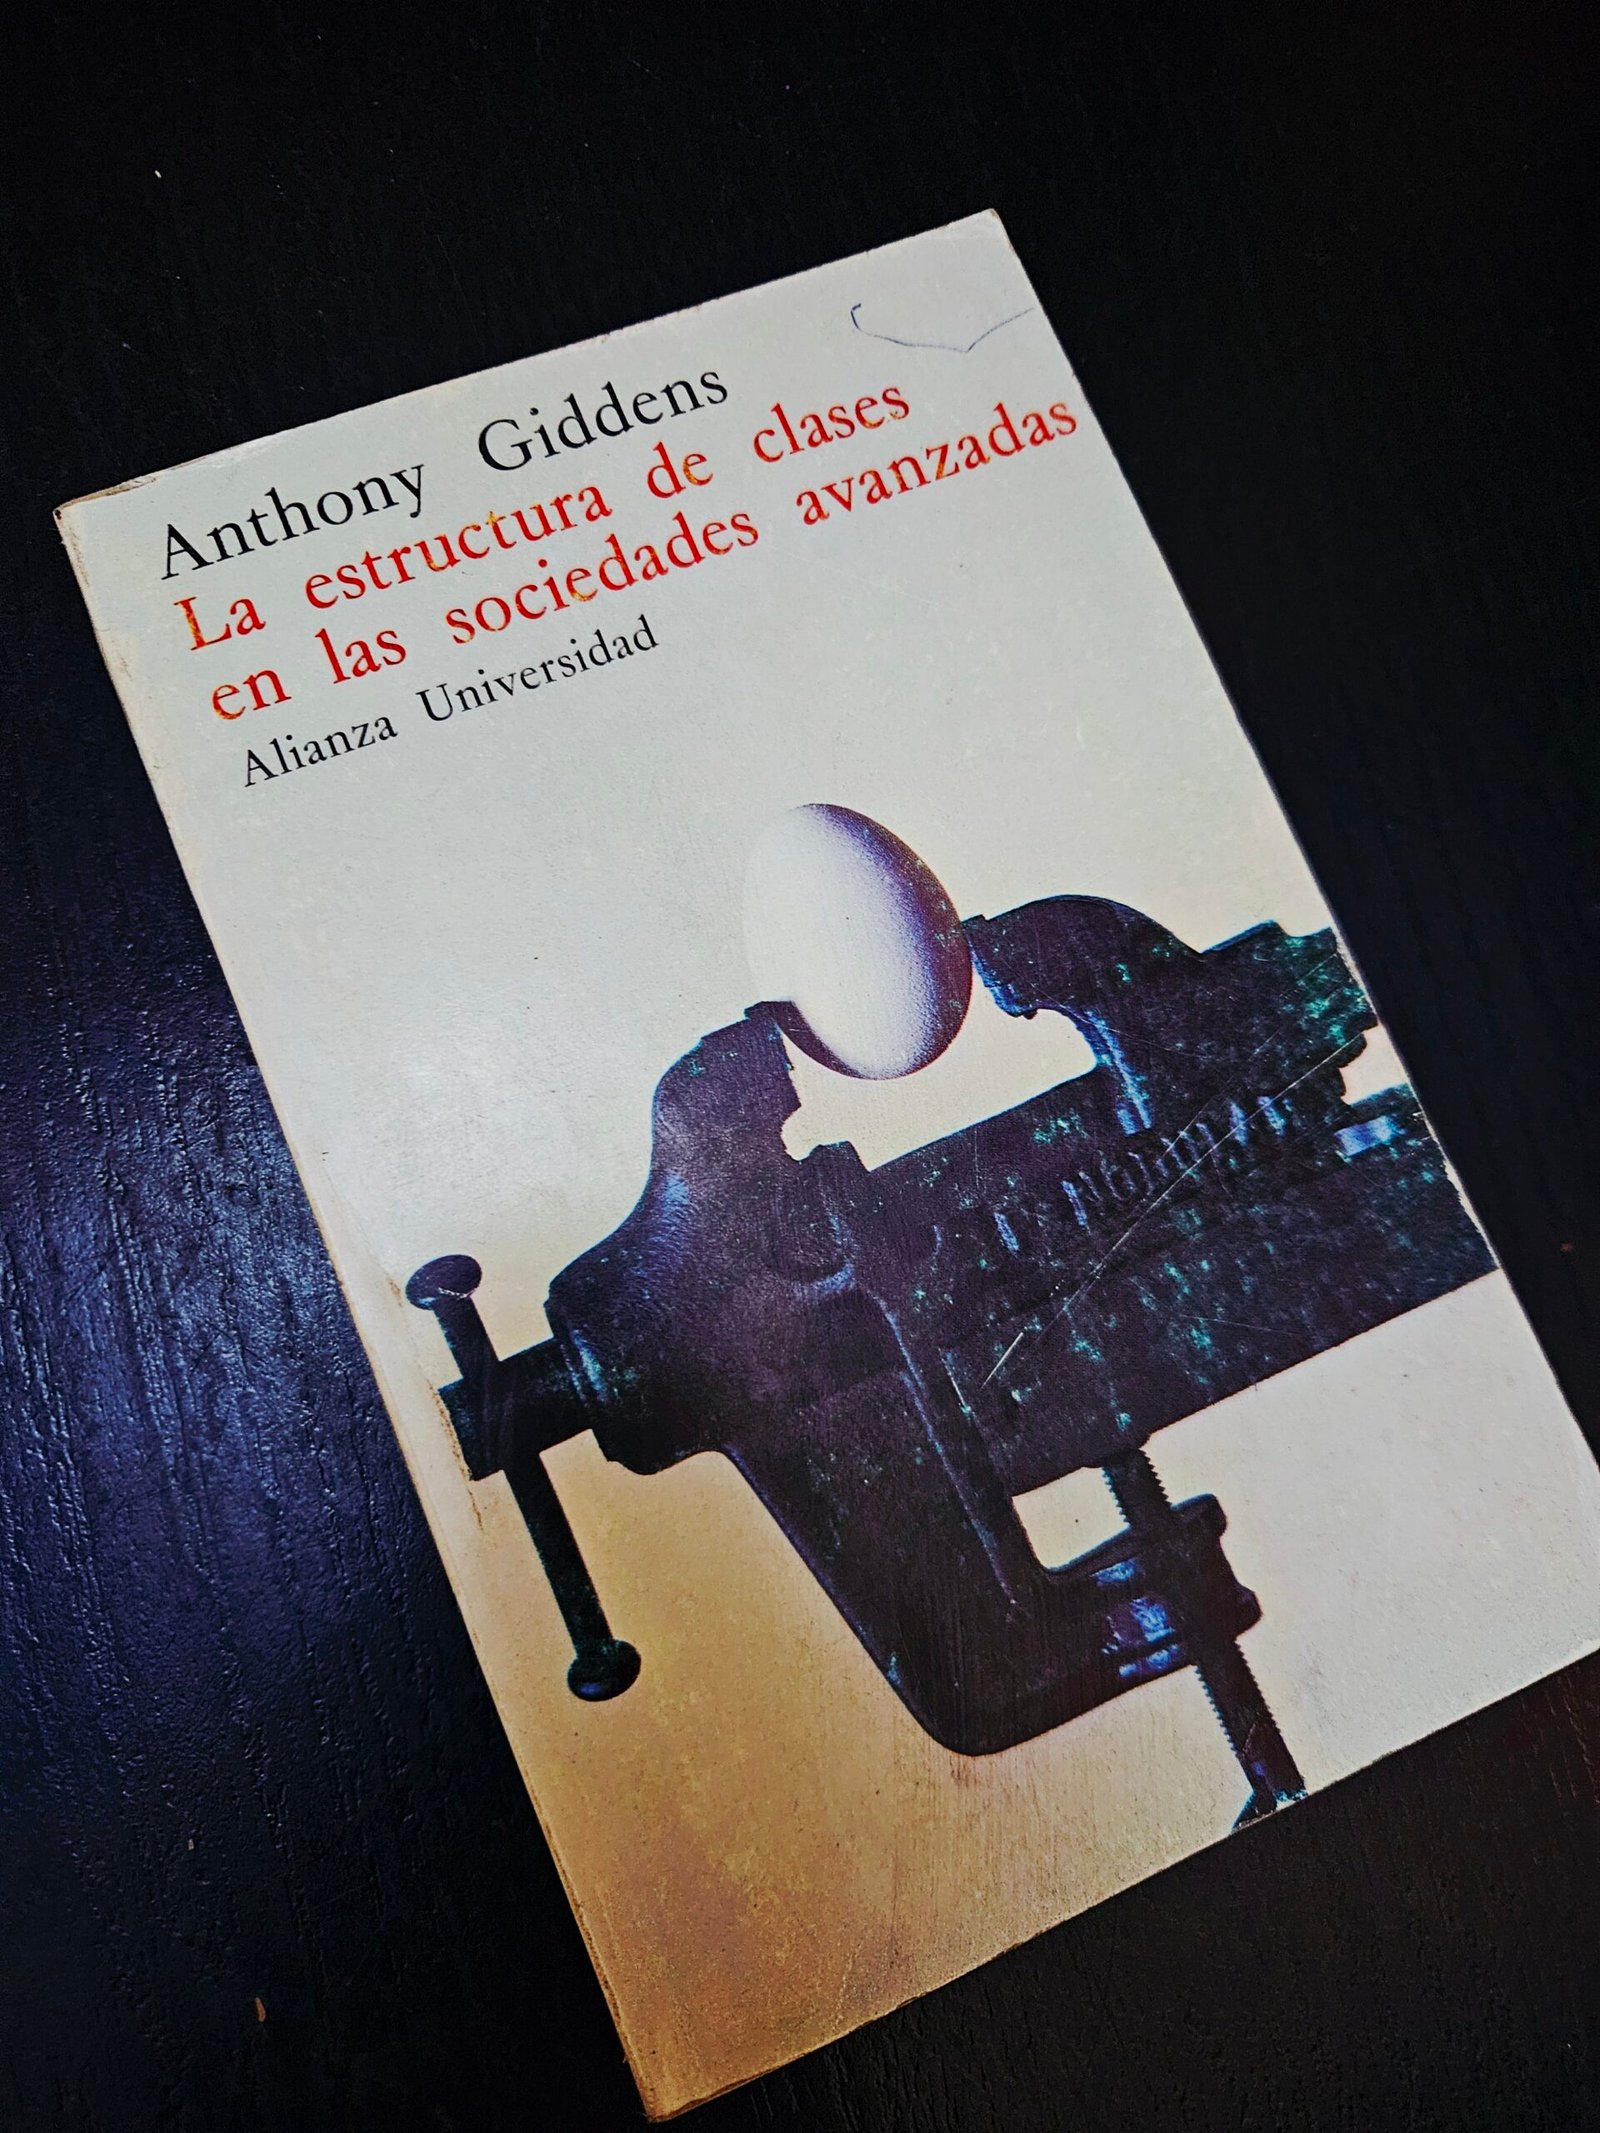 Anthony Giddens
La estructura de clases
en las sociedades avanzadas
Alianza Universidad